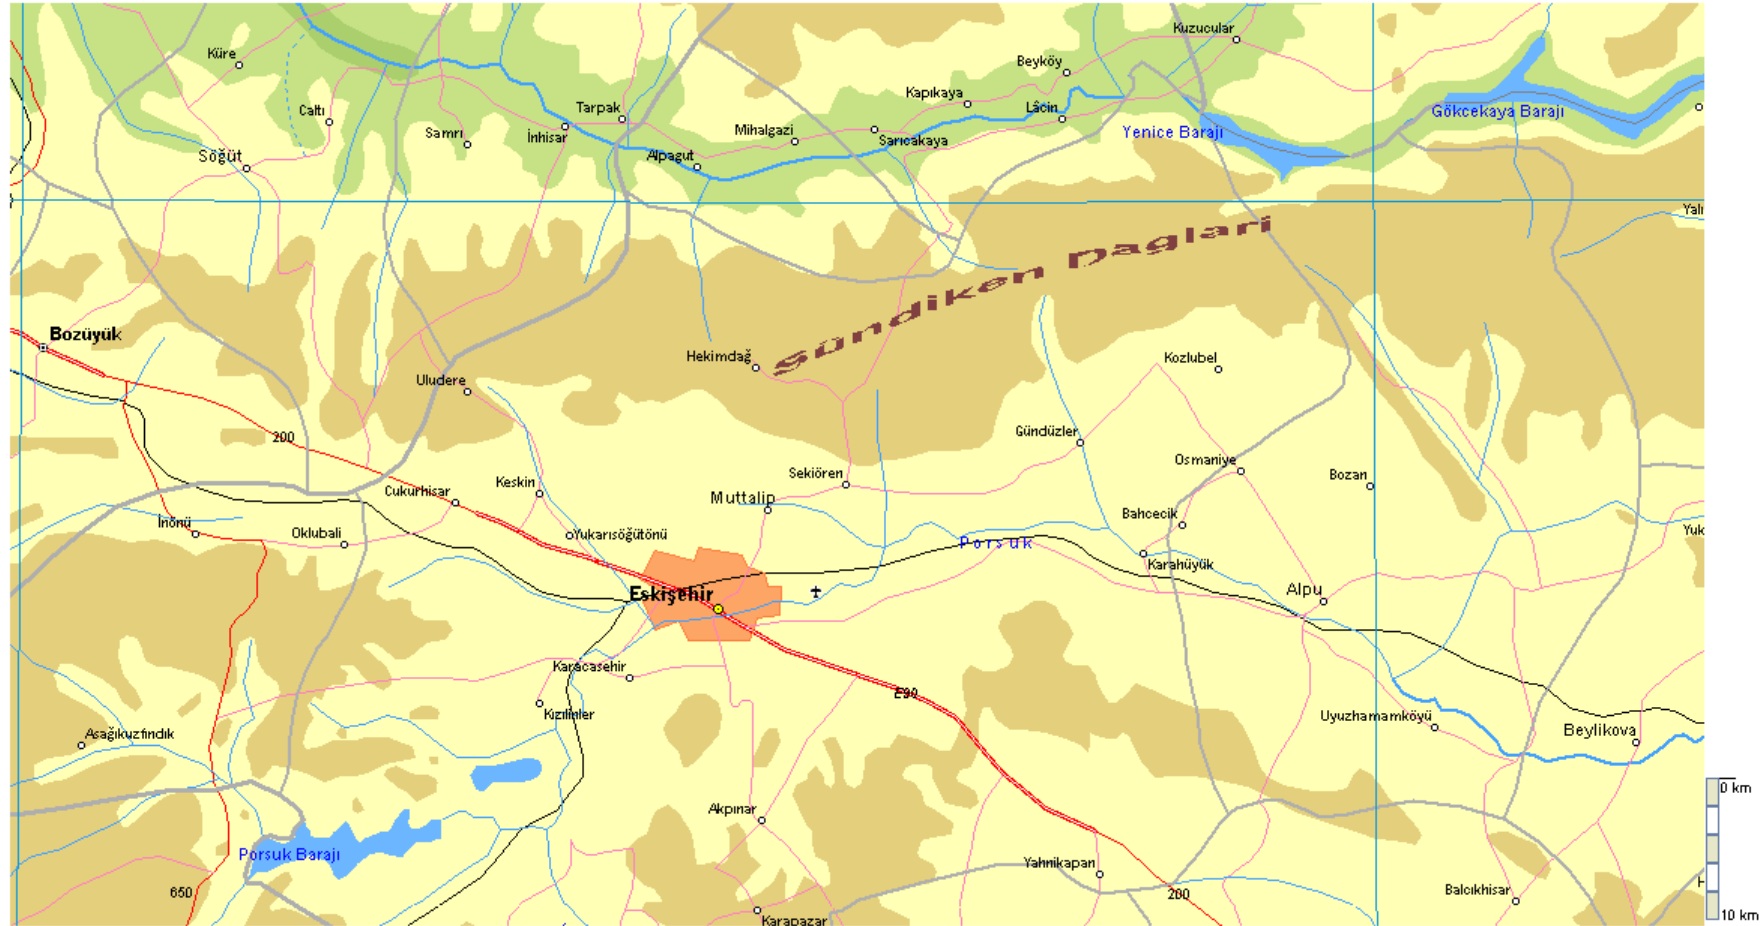 Kuzucular
Küre
Beyköy
Kapıkaya
Caltı
Tarpak
Lâcin
Gökcekaya Barajı
Samrı
İnhisar
Mihalgazi
Sarıcakaya
Yenice Barajı
Söğüt
Alpagut
Yalı
Sündiken Daglari
Bozüyük
Hekimdağ
Kozlubel
Uludere
200
Gündüzler
Osmaniye
Bozan
Sekiören
Keskin
Cukurhisar
Muttalip
Bahcecik
İnönü
Oklubali
Yukarısöğütönü
Porsuk
Yuk
Karahüyük
Eskişehir
Alpu
Karacasehir
E90
Kızılinler
Uyuzhamamköyü
Asağıkuzfındık
Beylikova
0 km
Akpınar
Porsuk Barajı
Yahnikapan
650
200
Balcıkhisar
H
Karapazar
10 km